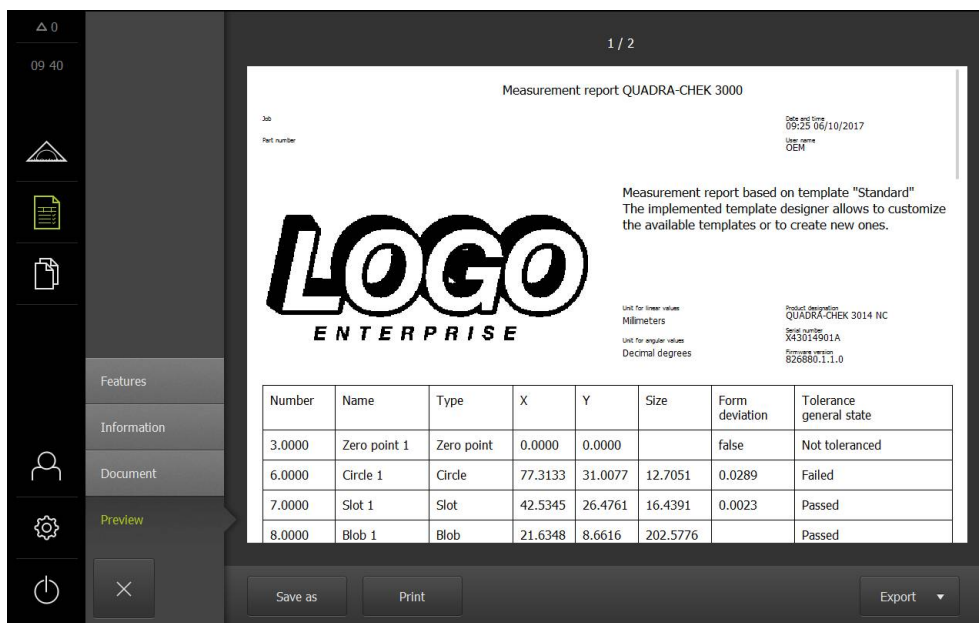 △ 0
1 / 2
09 40
Measurement report QUADRA-CHEK 3000
Job
Part number
Date and time
09:25 06/10/2017
User name
OEM
Measurement report based on template "Standard"
The implemented template designer allows to customize
the available templates or to create new ones.
LOGO
ENTERPRISE
Unit for linear values
Millimeters
Unit for angular values
Decimal degrees
Product designation
QUADRA-CHEK 3014 NC
Serial number
X43014901A
Firmware version
826880.1.1.0
Features
Information
Document
Preview
Number Name Type X Y Size Form deviation Tolerance general state
3.0000 Zero point 1 Zero point 0.0000 0.0000 false Not toleranced
6.0000 Circle 1 Circle 77.3133 31.0077 12.7051 0.0289 Failed
7.0000 Slot 1 Slot 42.5345 26.4761 16.4391 0.0023 Passed
8.0000 Blob 1 Blob 21.6348 8.6616 202.5776 Passed
Save as Print Export